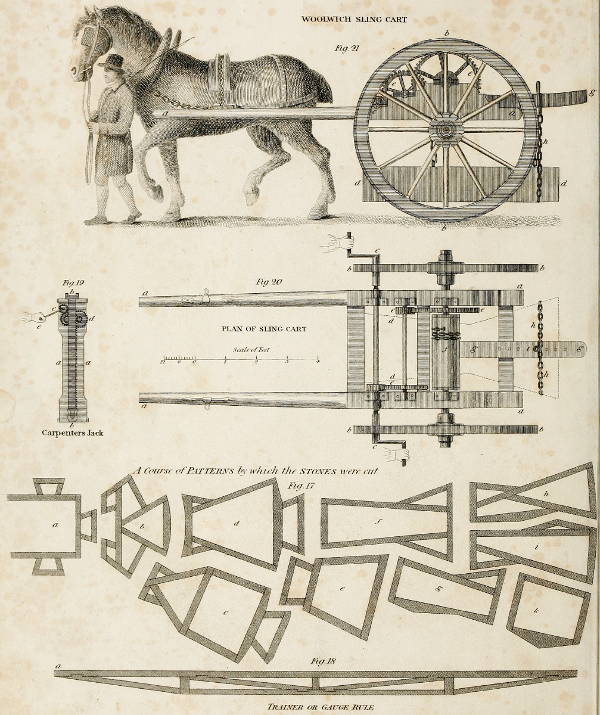 WOOLWICH SLING CART
Fig. 21
b
c
a
a
g
h
d
d
b
Fig. 19
b
c
d
c
a
a
b
Carpenters Jack
Fig. 20
c
b
b
a
a
d
e
PLAN OF SLING CART
Scale of Feet
f
h
g
g
h
d
e
a
a
b
b
c
A Course of PATTERNS by which the STONES were cut
Fig. 17
a
b
d
f
h
i
c
e
g
k
Fig. 18
a
TRAINER OR GAUGE RULE